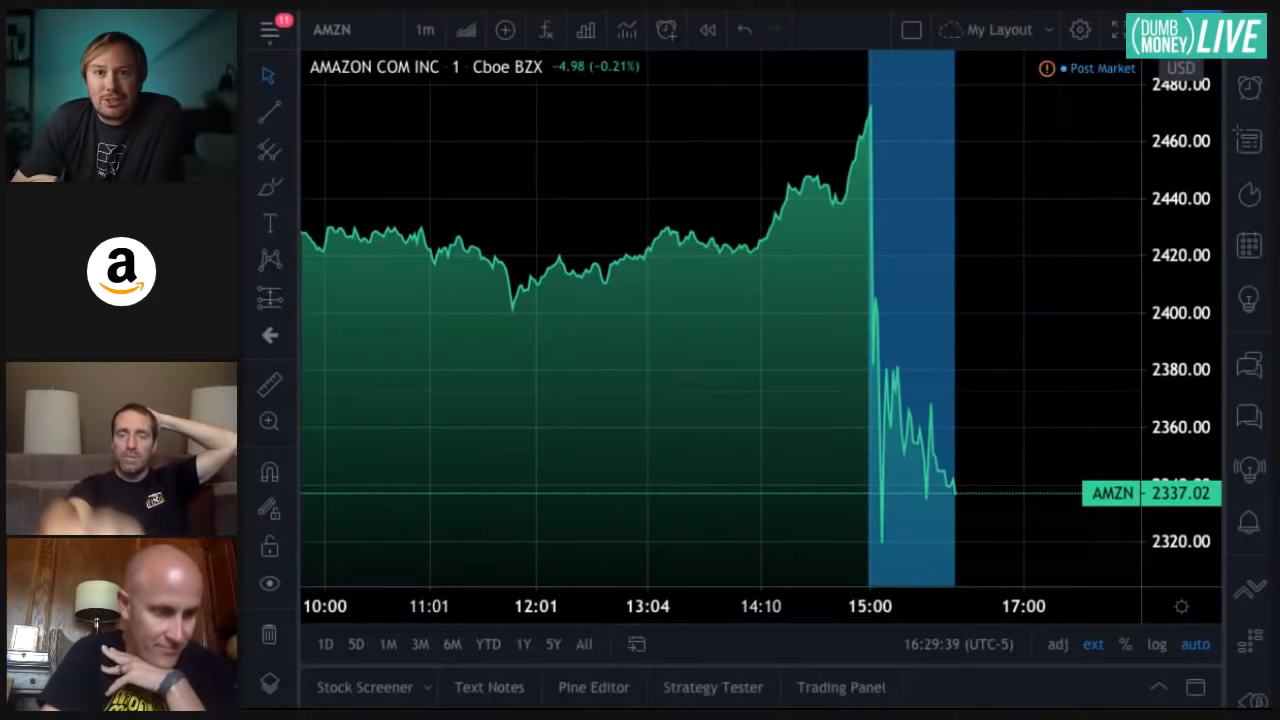 11
AMZN
1m
My Layout
(DUMB MONEY) LIVE
AMAZON COM INC · 1 · Cboe BZX −4.98 (−0.21%)
Post Market
USD
2480.00
2460.00
2440.00
2420.00
2400.00
2380.00
2360.00
AMZN 2337.02
2320.00
a
10:00 11:01 12:01 13:04 14:10 15:00 17:00
1D 5D 1M 3M 6M YTD 1Y 5Y All
16:29:39 (UTC-5) adj ext % log auto
Stock Screener Text Notes Pine Editor Strategy Tester Trading Panel